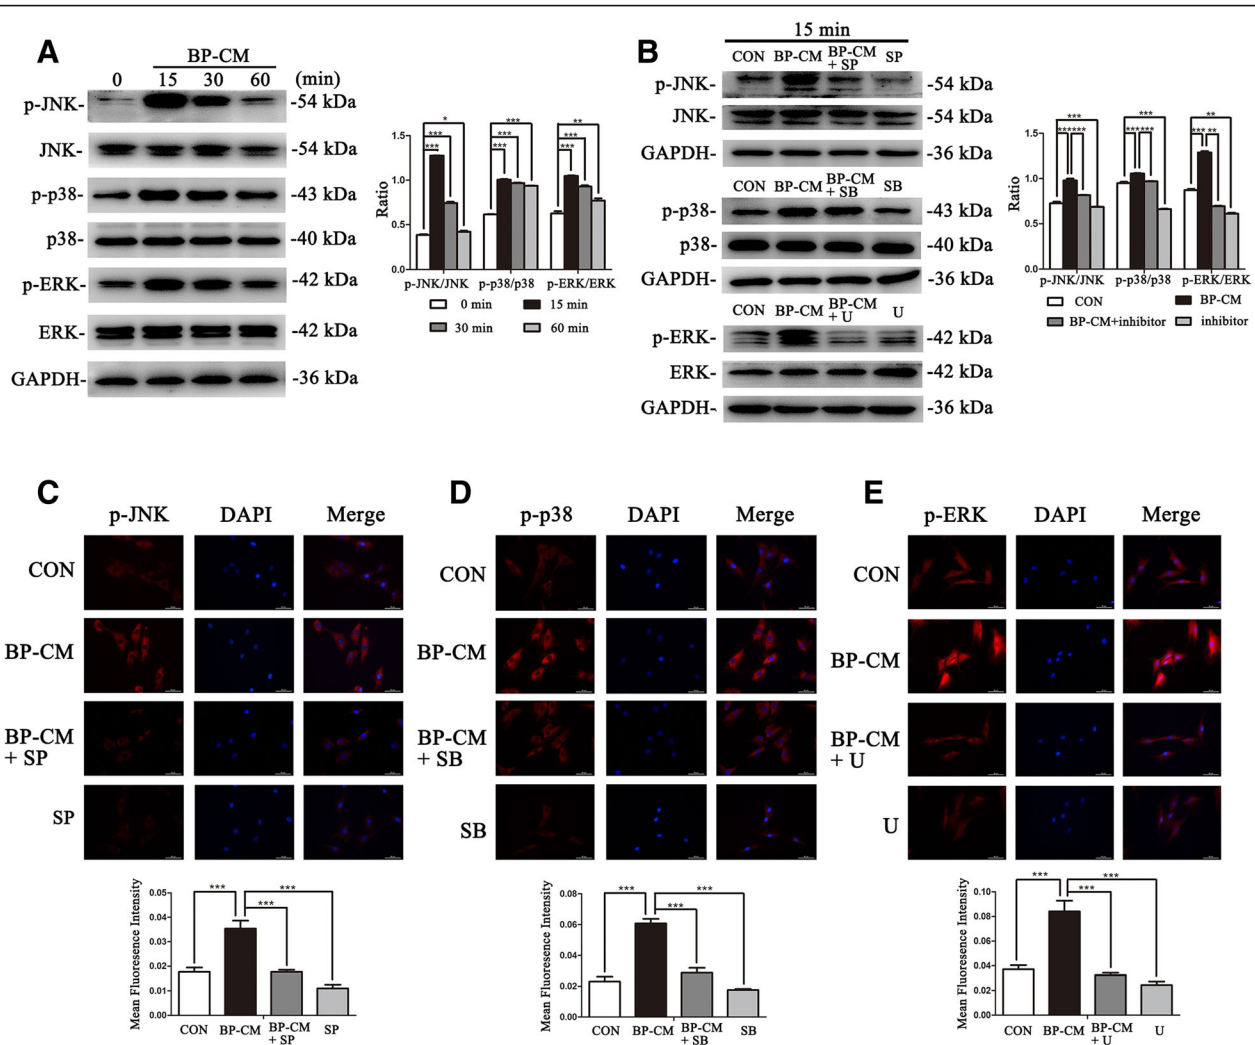 A
BP-CM
0 15 30 60 (min)
p-JNK- -54 kDa
JNK- -54 kDa
p-p38- -43 kDa
p38- -40 kDa
p-ERK- -42 kDa
ERK- -42 kDa
GAPDH- -36 kDa
Ratio
1.5
1.0
0.5
0.0
*
***
***
***
***
***
**
***
***
p-JNK/JNK p-p38/p38 p-ERK/ERK
0 min 15 min
30 min 60 min
B
15 min
CON BP-CM BP-CM + SP SP
p-JNK- -54 kDa
JNK- -54 kDa
GAPDH- -36 kDa
CON BP-CM BP-CM + SB SB
p-p38- -43 kDa
p38- -40 kDa
GAPDH- -36 kDa
CON BP-CM BP-CM + U U
p-ERK- -42 kDa
ERK- -42 kDa
GAPDH- -36 kDa
Ratio
1.5
1.0
0.5
0.0
***
*** ***
***
*** ***
**
*** **
p-JNK/JNK p-p38/p38 p-ERK/ERK
CON BP-CM
BP-CM+inhibitor inhibitor
C
p-JNK DAPI Merge
CON
BP-CM
BP-CM
+ SP
SP
Mean Fluoresence Intensity
0.05
0.04
0.03
0.02
0.01
0.00
*** ***
***
CON BP-CM BP-CM + SP SP
D
p-p38 DAPI Merge
CON
BP-CM
BP-CM
+ SB
SB
Mean Fluoresence Intensity
0.08
0.06
0.04
0.02
0.00
*** ***
***
CON BP-CM BP-CM + SB SB
E
p-ERK DAPI Merge
CON
BP-CM
BP-CM
+ U
U
Mean Fluoresence Intensity
0.10
0.08
0.06
0.04
0.02
0.00
*** ***
***
CON BP-CM BP-CM + U U